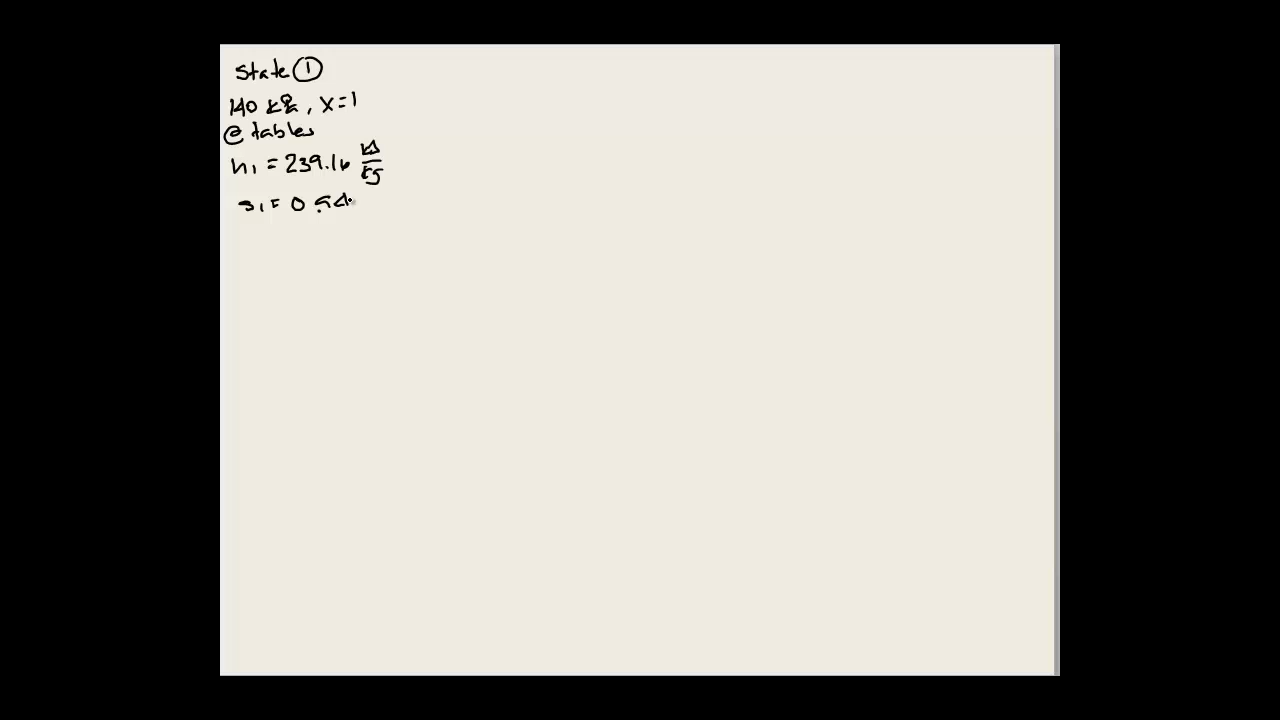 State ①
140 kPa, x=1
@ tables
h₁ = 239.16 kJ/kg
s₁ = 0.94